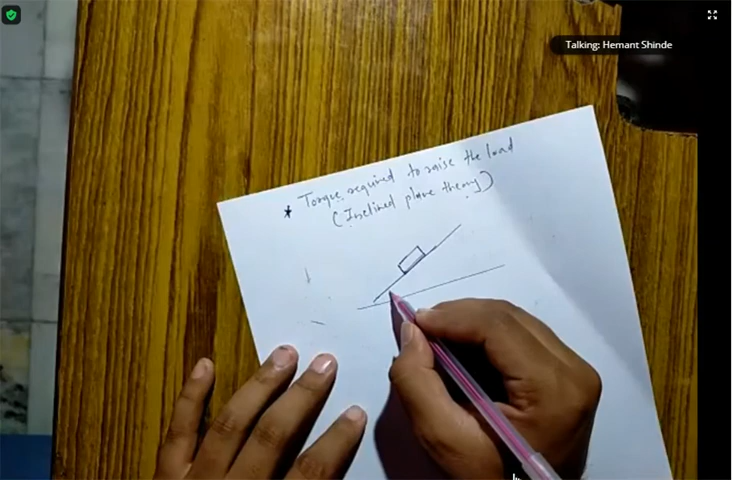 Talking: Hemant Shinde
* Torque required to raise the load
(Inclined plane theory)